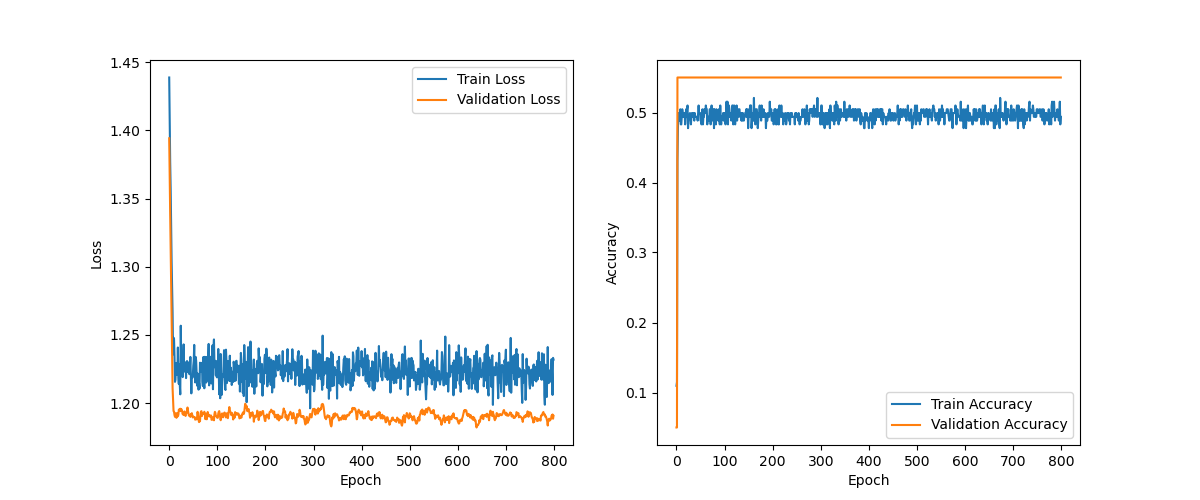 1.45
1.40
1.35
1.30
1.25
1.20
Loss
0 100 200 300 400 500 600 700 800
Epoch
Train Loss
Validation Loss
0.5
0.4
0.3
0.2
0.1
Accuracy
0 100 200 300 400 500 600 700 800
Epoch
Train Accuracy
Validation Accuracy